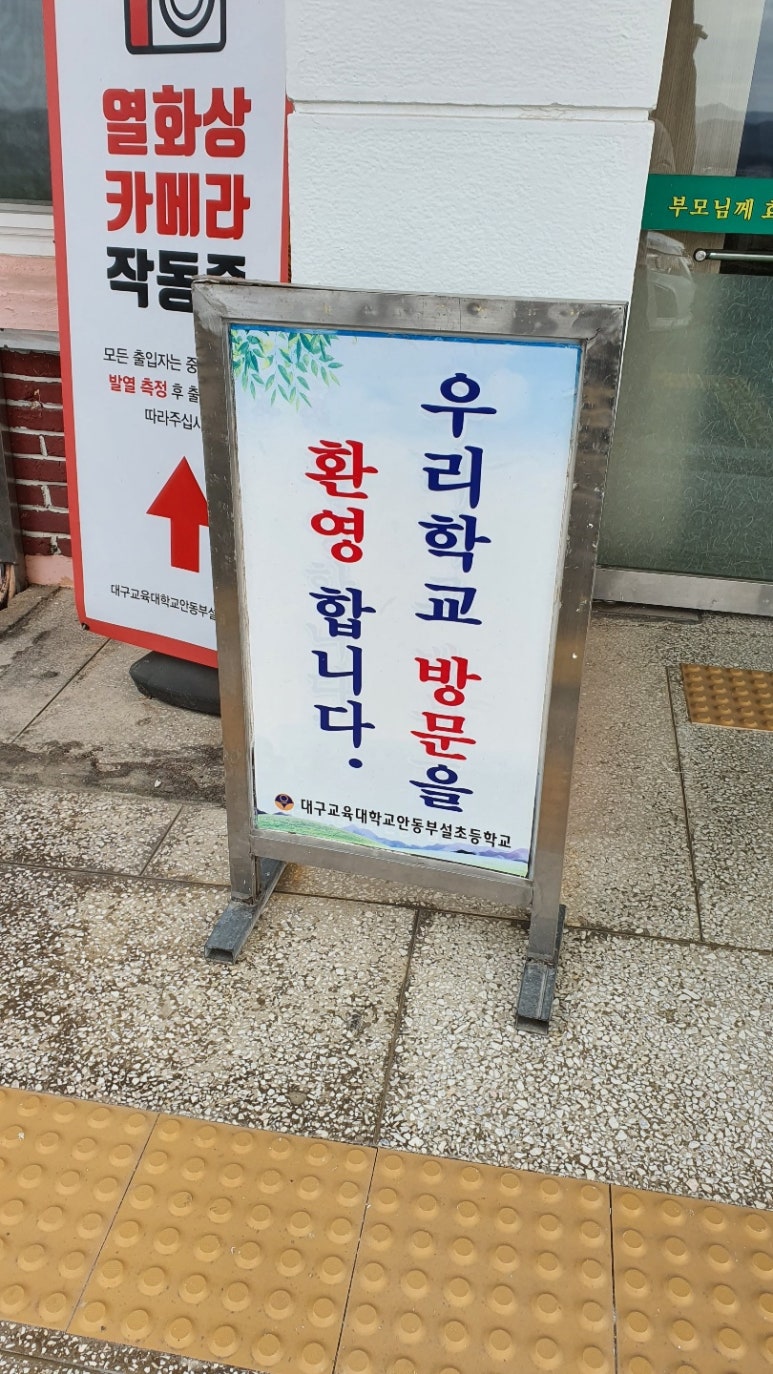 열화상
카메라
작동중
모든 출입자는
발열 측정 후
따라주십시
대구교육대학교안동부설
우리학교 방문을
환영 합니다.
대구교육대학교안동부설초등학교
부모님께